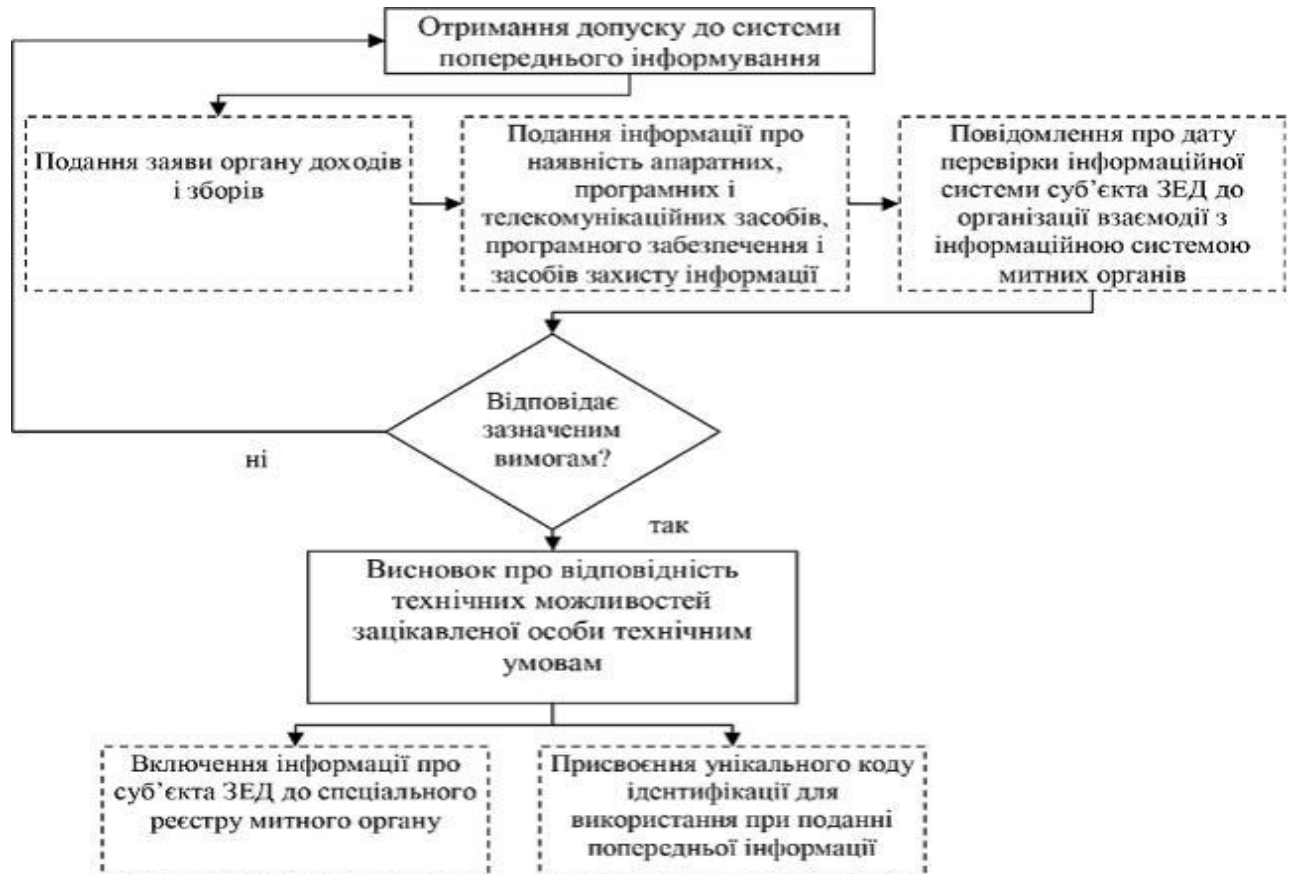 Отримання допуску до системи
попереднього інформування
Подання заяви органу доходів
і зборів
Подання інформації про
наявність апаратних,
програмних і
телекомунікаційних засобів,
програмного забезпечення і
засобів захисту інформації
Повідомлення про дату
перевірки інформаційної
системи суб’єкта ЗЕД до
організації взаємодії з
інформаційною системою
митних органів
Відповідає
зазначеним
вимогам?
ні
так
Висновок про відповідність
технічних можливостей
зацікавленої особи технічним
умовам
Включення інформації про
суб’єкта ЗЕД до спеціального
реєстру митного органу
Присвоєння унікального коду
ідентифікації для
використання при поданні
попередньої інформації